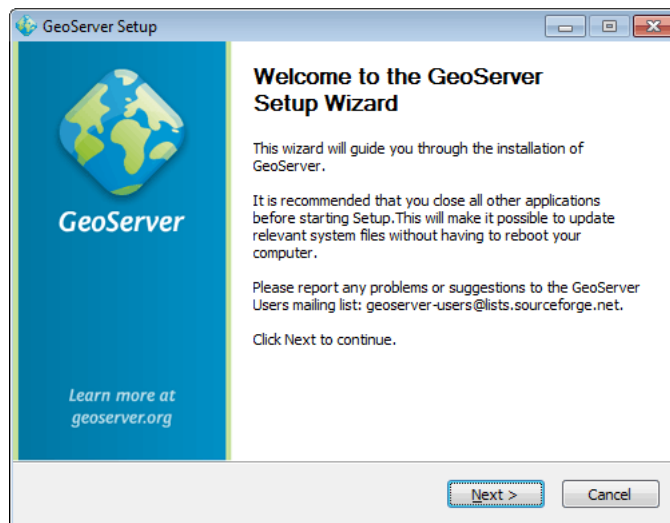 GeoServer Setup
GeoServer
Learn more at
geoserver.org
Welcome to the GeoServer
Setup Wizard
This wizard will guide you through the installation of
GeoServer.
It is recommended that you close all other applications
before starting Setup.This will make it possible to update
relevant system files without having to reboot your
computer.
Please report any problems or suggestions to the GeoServer
Users mailing list: geoserver-users@lists.sourceforge.net.
Click Next to continue.
Next >
Cancel